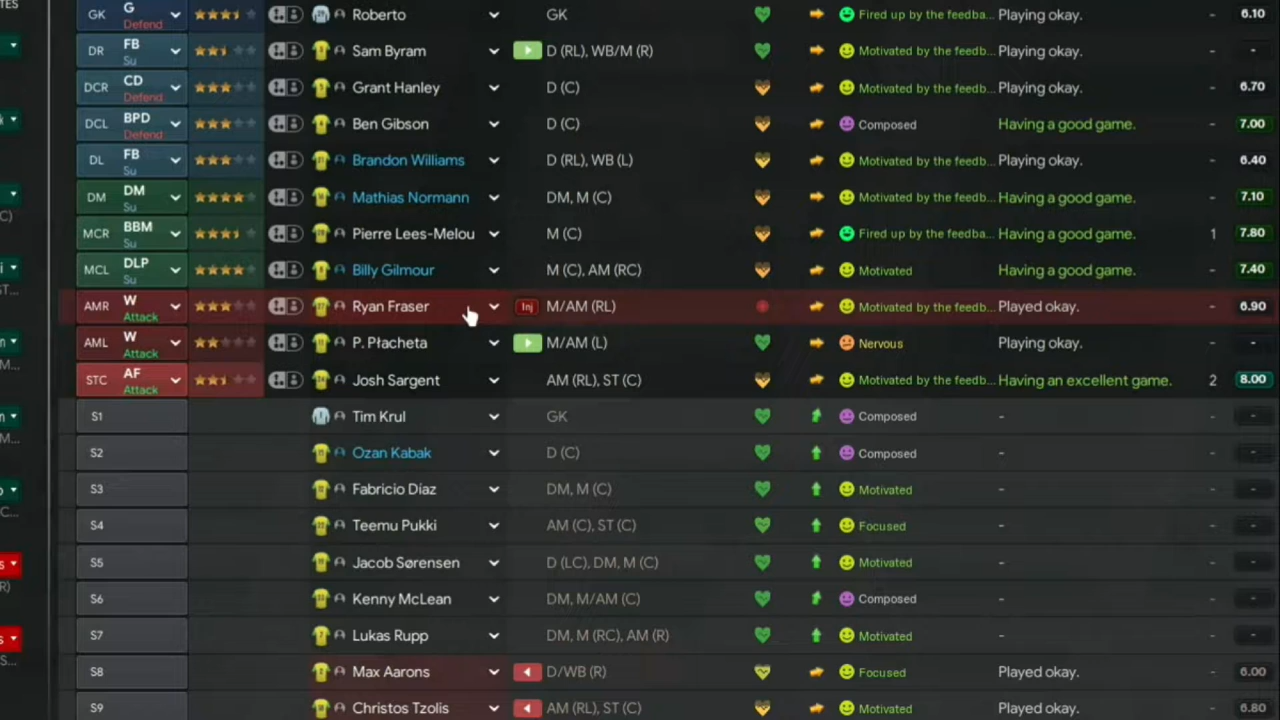 TES
GK G Defend Roberto GK Fired up by the feedba... Playing okay. - 6.10
DR FB Su Sam Byram D (RL), WB/M (R) Motivated by the feedb... Playing okay. - -
DCR CD Defend Grant Hanley D (C) Motivated by the feedb... Playing okay. - 6.70
DCL BPD Defend Ben Gibson D (C) Composed Having a good game. - 7.00
DL FB Su Brandon Williams D (RL), WB (L) Motivated by the feedb... Playing okay. - 6.40
DM DM Su Mathias Normann DM, M (C) Motivated by the feedb... Having a good game. - 7.10
C)
MCR BBM Su Pierre Lees-Melou M (C) Fired up by the feedba... Having a good game. 1 7.80
MCL DLP Su Billy Gilmour M (C), AM (RC) Motivated Having a good game. - 7.40
ST...
AMR W Attack Ryan Fraser Inj M/AM (RL) Motivated by the feedb... Played okay. - 6.90
AML W Attack P. Płacheta M/AM (L) Nervous Playing okay. - -
M...
STC AF Attack Josh Sargent AM (RL), ST (C) Motivated by the feedb... Having an excellent game. 2 8.00
S1 Tim Krul GK Composed - - -
M...
S2 Ozan Kabak D (C) Composed - - -
S3 Fabricio Díaz DM, M (C) Motivated - - -
C...
S4 Teemu Pukki AM (C), ST (C) Focused - - -
S5 Jacob Sørensen D (LC), DM, M (C) Motivated - - -
R)
S6 Kenny McLean DM, M/AM (C) Composed - - -
S7 Lukas Rupp DM, M (RC), AM (R) Motivated - - -
S...
S8 Max Aarons D/WB (R) Focused Played okay. - 6.00
S9 Christos Tzolis AM (RL), ST (C) Motivated Played okay. - 6.80